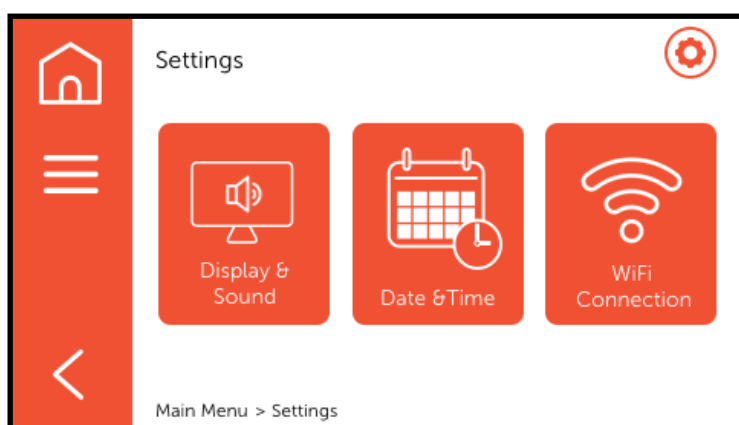 Settings
Display &
Sound
Date &Time
WiFi
Connection
Main Menu > Settings